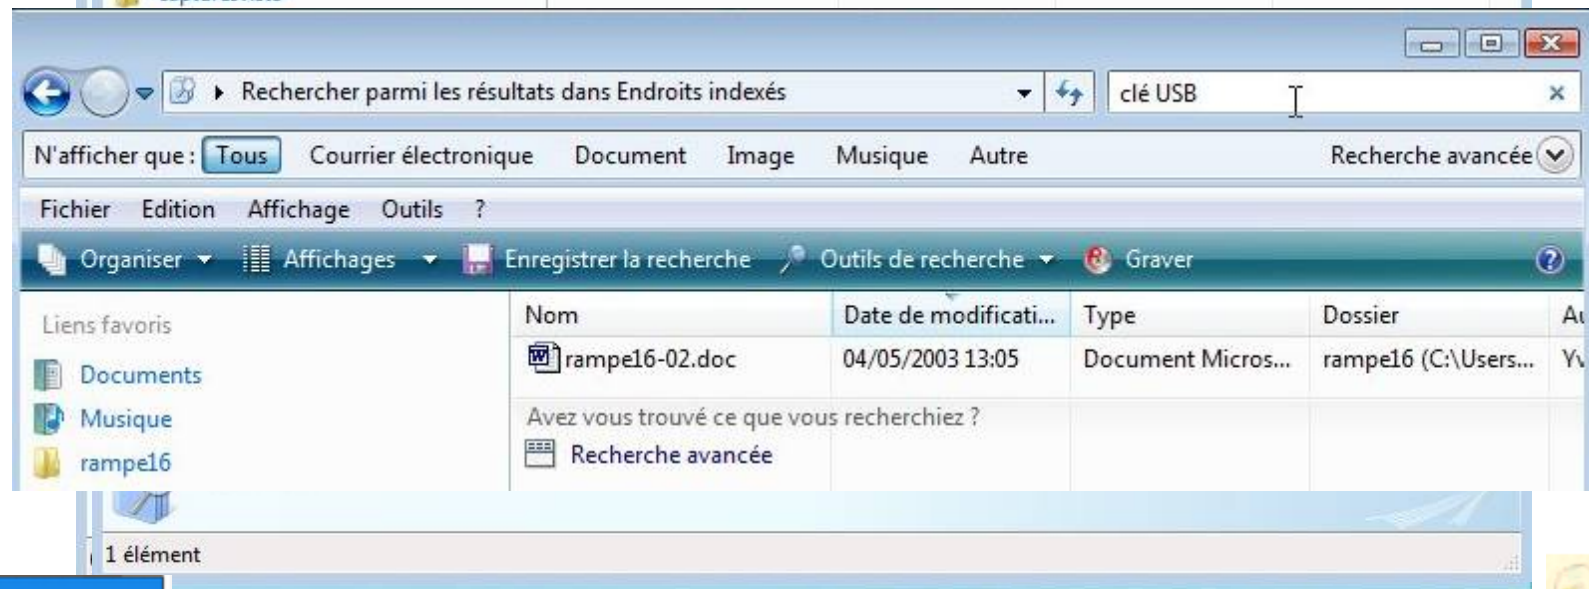 Rechercher parmi les résultats dans Endroits indexés clé USB
N'afficher que : Tous Courrier électronique Document Image Musique Autre Recherche avancée
Fichier Edition Affichage Outils ?
Organiser Affichages Enregistrer la recherche Outils de recherche Graver
Liens favoris
Documents
Musique
rampe16
Nom Date de modificati... Type Dossier
rampe16-02.doc 04/05/2003 13:05 Document Micros... rampe16 (C:\Users...
Avez vous trouvé ce que vous recherchiez ?
Recherche avancée
1 élément